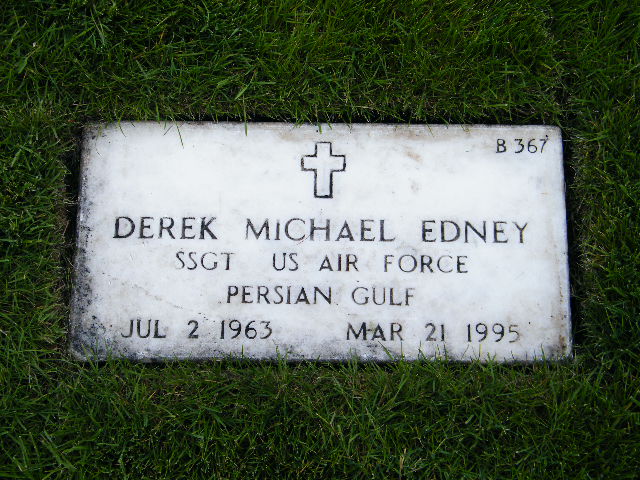 B 367
DEREK MICHAEL EDNEY
SSGT US AIR FORCE
PERSIAN GULF
JUL 2 1963 MAR 21 1995